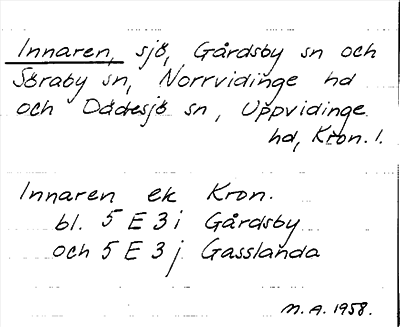 Innaren, sjö, Gårdsby sn och
Söraby sn, Norrvidinge hd
och Dädesjö sn, Uppvidinge
hd, Kron. l.
Innaren ek Kron.
bl. 5 E 3 i Gårdsby
och 5 E 3 j Gasslanda
M. A. 1958.